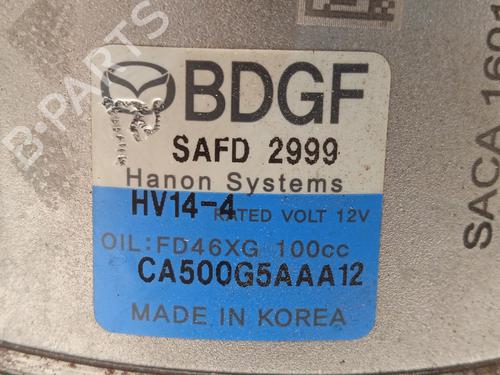 BDGF
SAFD 2999
Hanon Systems
HV14-4 RATED VOLT 12V
OIL:FD46XG 100cc
CA500G5AAA12
MADE IN KOREA
SACA 1601
B-PARTS